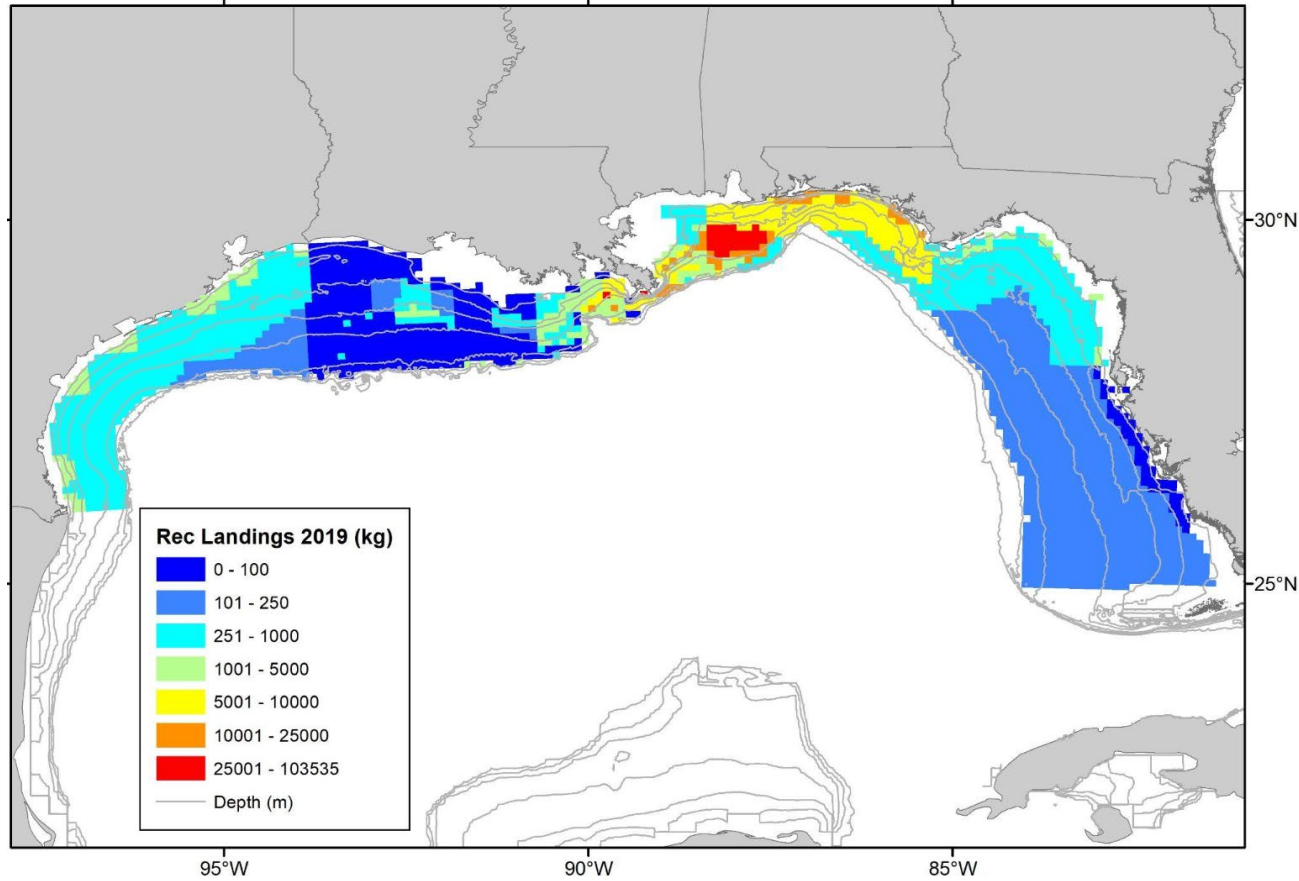 30°N
25°N
Rec Landings 2019 (kg)
0 - 100
101 - 250
251 - 1000
1001 - 5000
5001 - 10000
10001 - 25000
25001 - 103535
Depth (m)
95°W
90°W
85°W